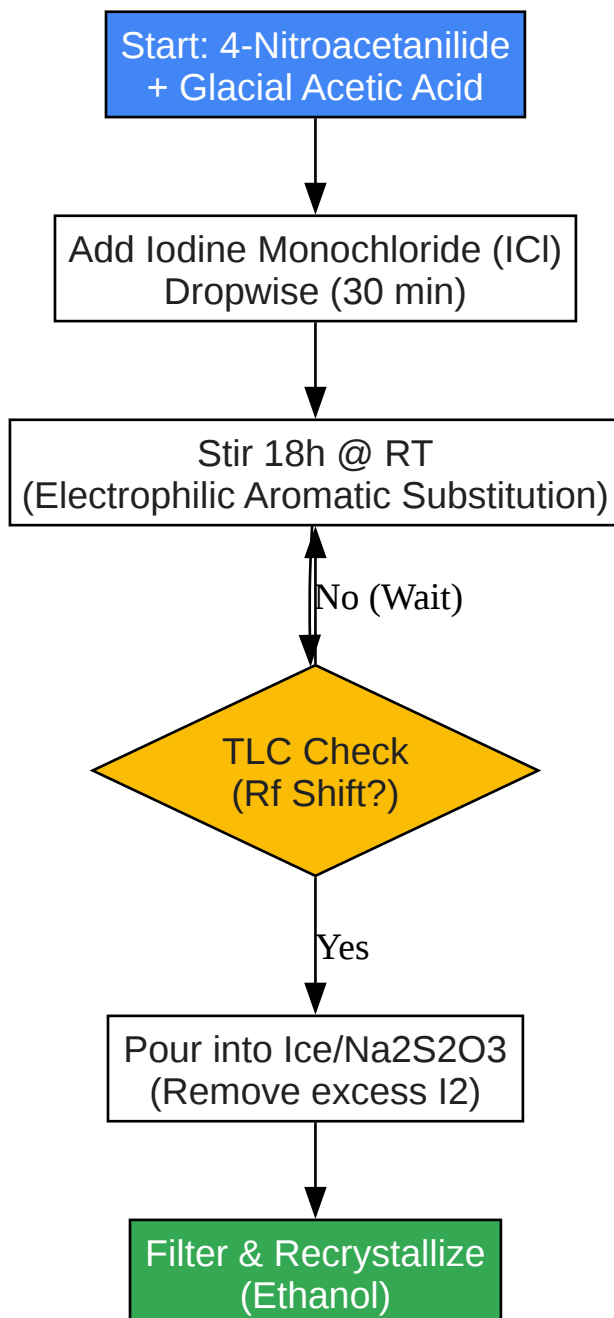 Start: 4-Nitroacetanilide
+ Glacial Acetic Acid
Add Iodine Monochloride (ICl)
Dropwise (30 min)
Stir 18h @ RT
(Electrophilic Aromatic Substitution)
No (Wait)
TLC Check
(Rf Shift?)
Yes
Pour into Ice/Na2S2O3
(Remove excess I2)
Filter & Recrystallize
(Ethanol)